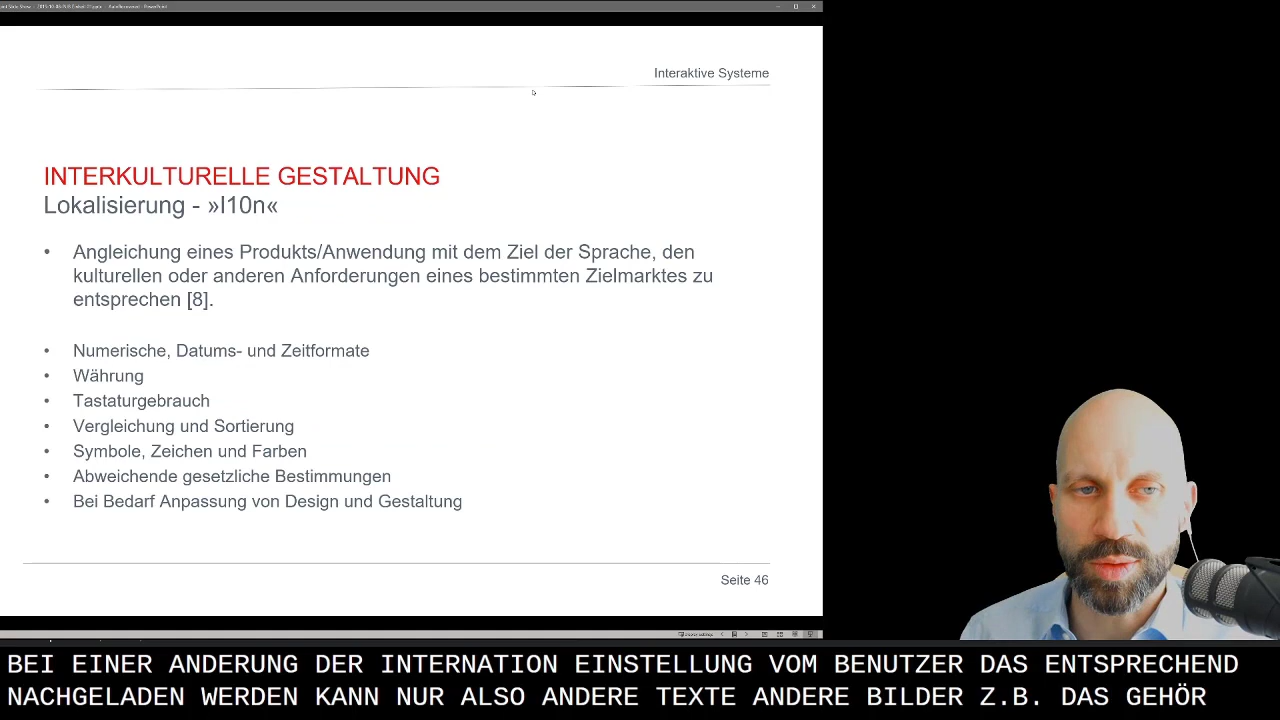 Interaktive Systeme
INTERKULTURELLE GESTALTUNG
Lokalisierung - »l10n«
• Angleichung eines Produkts/Anwendung mit dem Ziel der Sprache, den
kulturellen oder anderen Anforderungen eines bestimmten Zielmarktes zu
entsprechen [8].
• Numerische, Datums- und Zeitformate
• Währung
• Tastaturgebrauch
• Vergleichung und Sortierung
• Symbole, Zeichen und Farben
• Abweichende gesetzliche Bestimmungen
• Bei Bedarf Anpassung von Design und Gestaltung
Seite 46
BEI EINER ANDERUNG DER INTERNATION EINSTELLUNG VOM BENUTZER DAS ENTSPRECHEND
NACHGELADEN WERDEN KANN NUR ALSO ANDERE TEXTE ANDERE BILDER Z.B. DAS GEHÖR